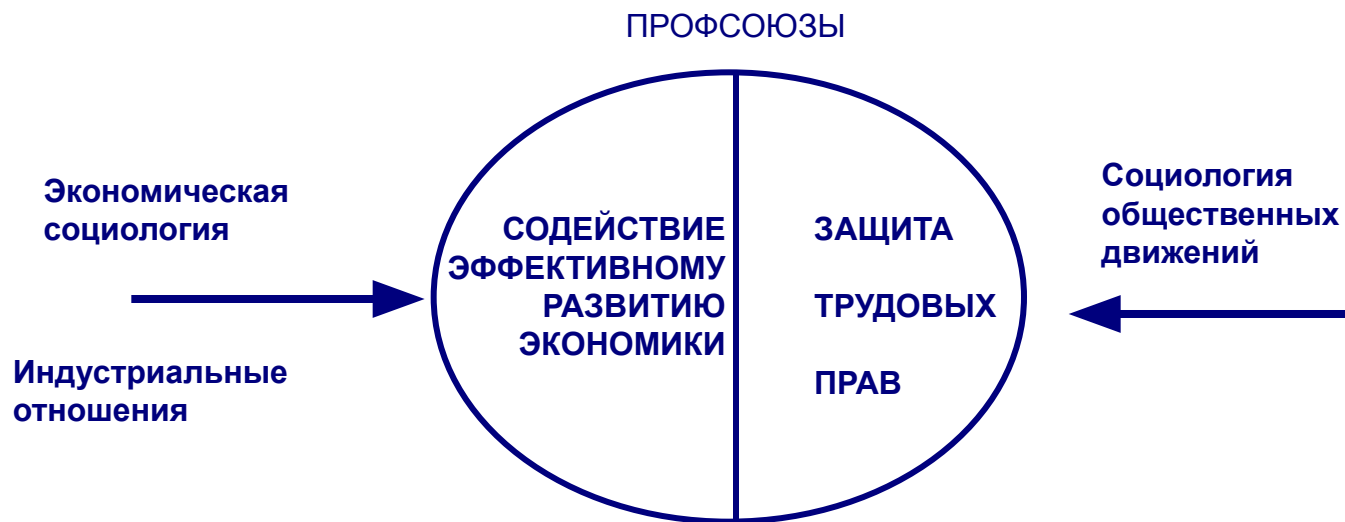 ПРОФСОЮЗЫ
Экономическая
социология
Индустриальные
отношения
СОДЕЙСТВИЕ
ЭФФЕКТИВНОМУ
РАЗВИТИЮ
ЭКОНОМИКИ
ЗАЩИТА
ТРУДОВЫХ
ПРАВ
Социология
общественных
движений